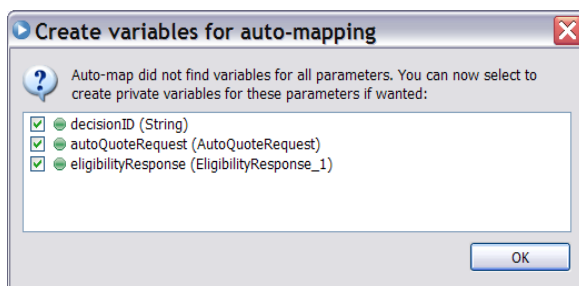 Create variables for auto-mapping
Auto-map did not find variables for all parameters. You can now select to
create private variables for these parameters if wanted:
decisionID (String)
autoQuoteRequest (AutoQuoteRequest)
eligibilityResponse (EligibilityResponse_1)
OK